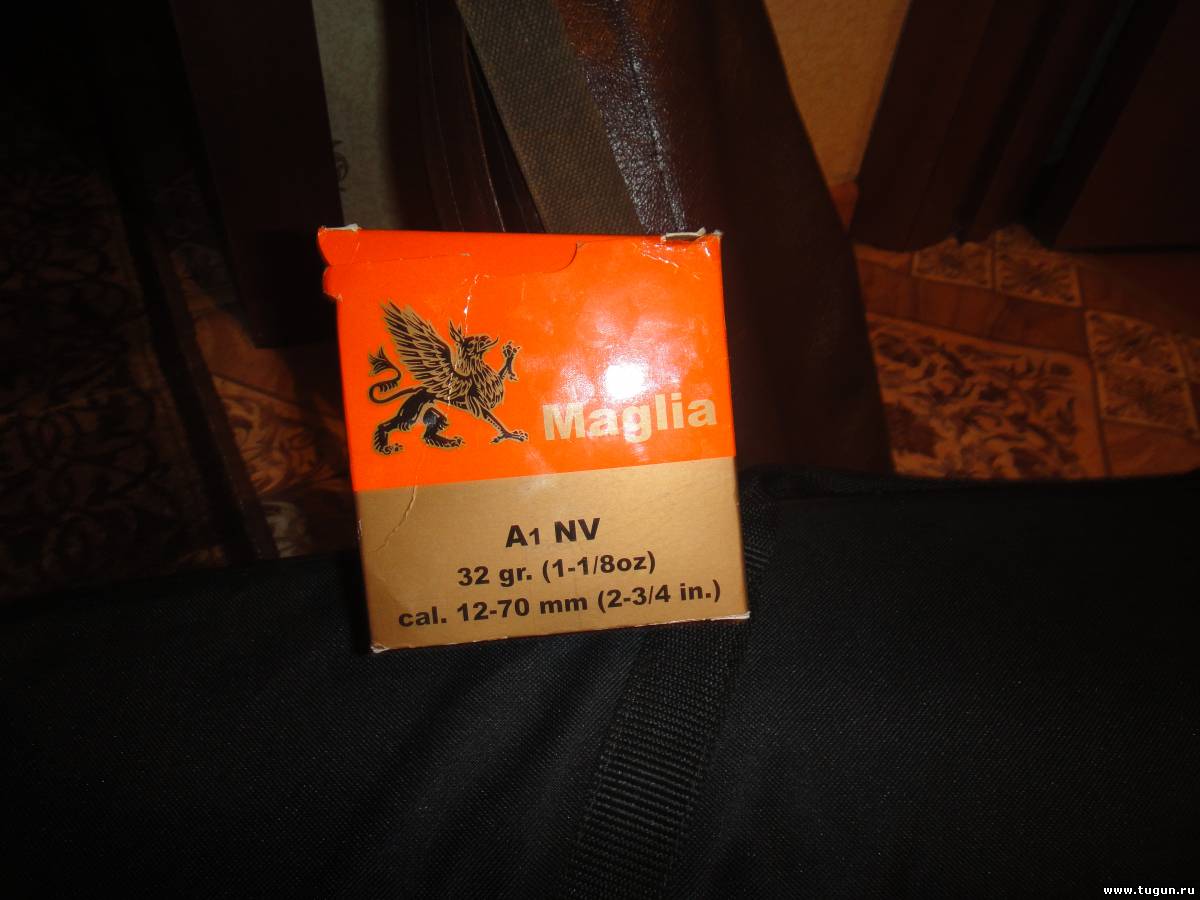 Maglia
A1 NV
32 gr. (1-1/8oz)
cal. 12-70 mm (2-3/4 in.)
www.tugun.ru